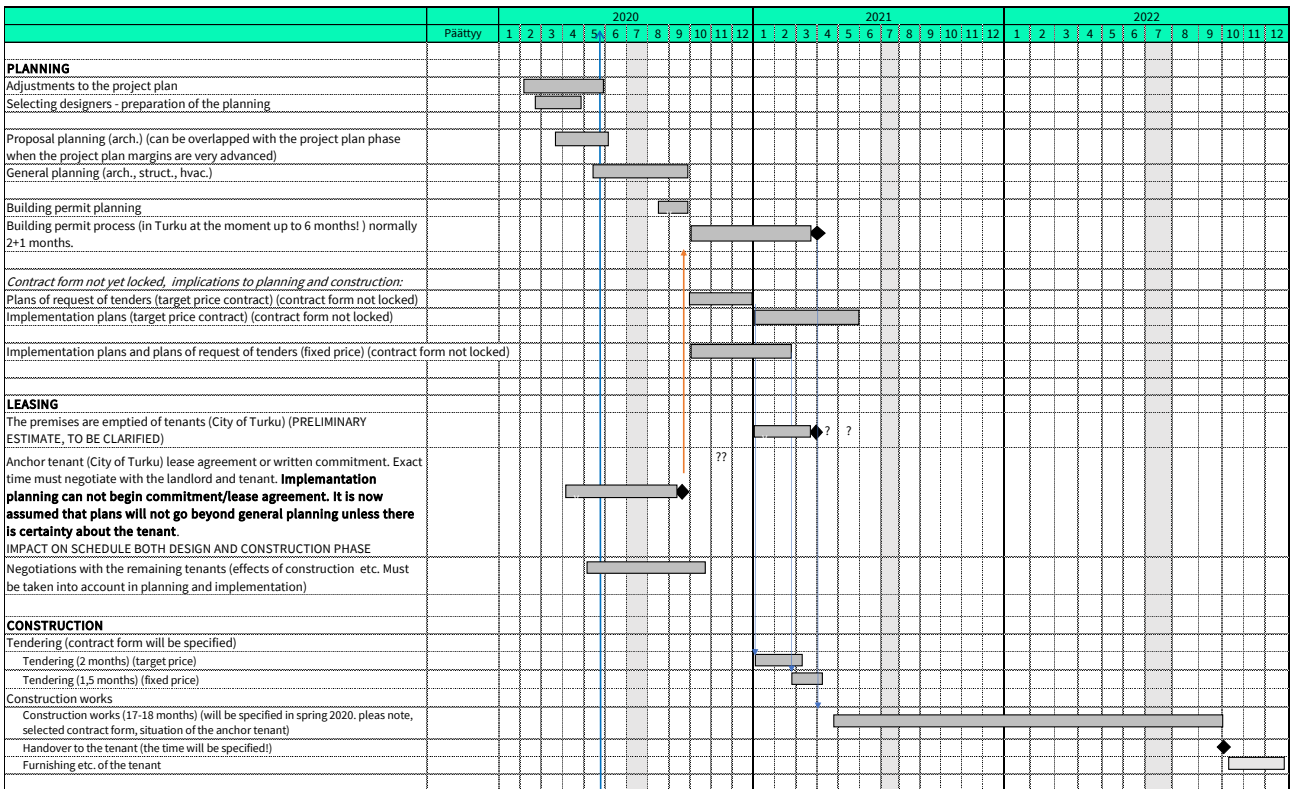 2020 2021 2022
Päättyy 1 2 3 4 5 6 7 8 9 10 11 12 1 2 3 4 5 6 7 8 9 10 11 12 1 2 3 4 5 6 7 8 9 10 11 12
PLANNING
Adjustments to the project plan
Selecting designers - preparation of the planning
Proposal planning (arch.) (can be overlapped with the project plan phase
when the project plan margins are very advanced)
General planning (arch., struct., hvac.)
Building permit planning
Building permit process (in Turku at the moment up to 6 months! ) normally
2+1 months.
Contract form not yet locked, implications to planning and construction:
Plans of request of tenders (target price contract) (contract form not locked)
Implementation plans (target price contract) (contract form not locked)
Implementation plans and plans of request of tenders (fixed price) (contract form not locked)
LEASING
The premises are emptied of tenants (City of Turku) (PRELIMINARY
ESTIMATE, TO BE CLARIFIED)
? ?
??
Anchor tenant (City of Turku) lease agreement or written commitment. Exact
time must negotiate with the landlord and tenant. Implemantation
planning can not begin commitment/lease agreement. It is now
assumed that plans will not go beyond general planning unless there
is certainty about the tenant.
IMPACT ON SCHEDULE BOTH DESIGN AND CONSTRUCTION PHASE
Negotiations with the remaining tenants (effects of construction etc. Must
be taken into account in planning and implementation)
CONSTRUCTION
Tendering (contract form will be specified)
Tendering (2 months) (target price)
Tendering (1,5 months) (fixed price)
Construction works
Construction works (17-18 months) (will be specified in spring 2020. pleas note,
selected contract form, situation of the anchor tenant)
Handover to the tenant (the time will be specified!)
Furnishing etc. of the tenant